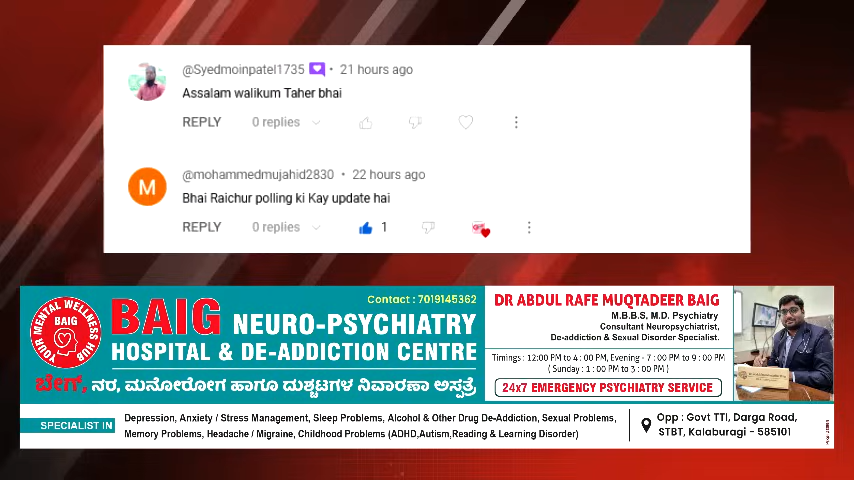 @Syedmoinpatel1735 • 21 hours ago
Assalam walikum Taher bhai
REPLY 0 replies
M
@mohammedmujahid2830 • 22 hours ago
Bhai Raichur polling ki Kay update hai
REPLY 0 replies 1
YOUR MENTAL WELLNESS HUB
BAIG
Contact : 7019145362
BAIG NEURO-PSYCHIATRY
HOSPITAL & DE-ADDICTION CENTRE
ಬೇಗ್, ನರ, ಮನೋರೋಗ ಹಾಗೂ ದುಶ್ಚಟಗಳ ನಿವಾರಣಾ ಆಸ್ಪತ್ರೆ
DR ABDUL RAFE MUQTADEER BAIG
M.B.B.S, M.D. Psychiatry
Consultant Neuropsychiatrist,
De-addiction & Sexual Disorder Specialist.
Timings : 12:00 PM to 4 : 00 PM, Evening - 7 : 00 PM to 9 : 00 PM
( Sunday : 1 : 00 PM to 3 : 00 PM )
24x7 EMERGENCY PSYCHIATRY SERVICE
SPECIALIST IN
Depression, Anxiety / Stress Management, Sleep Problems, Alcohol & Other Drug De-Addiction, Sexual Problems,
Memory Problems, Headache / Migraine, Childhood Problems (ADHD,Autism,Reading & Learning Disorder)
Opp : Govt TTI, Darga Road,
STBT, Kalaburagi - 585101